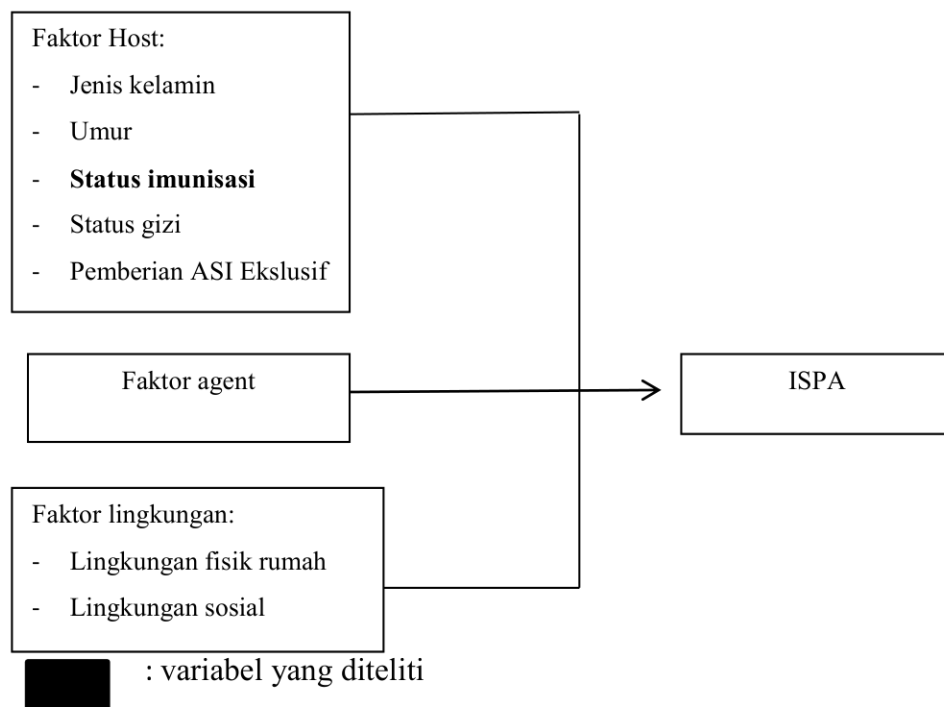 Faktor Host:
- Jenis kelamin
- Umur
- Status imunisasi
- Status gizi
- Pemberian ASI Ekslusif
Faktor agent
ISPA
Faktor lingkungan:
- Lingkungan fisik rumah
- Lingkungan sosial
: variabel yang diteliti